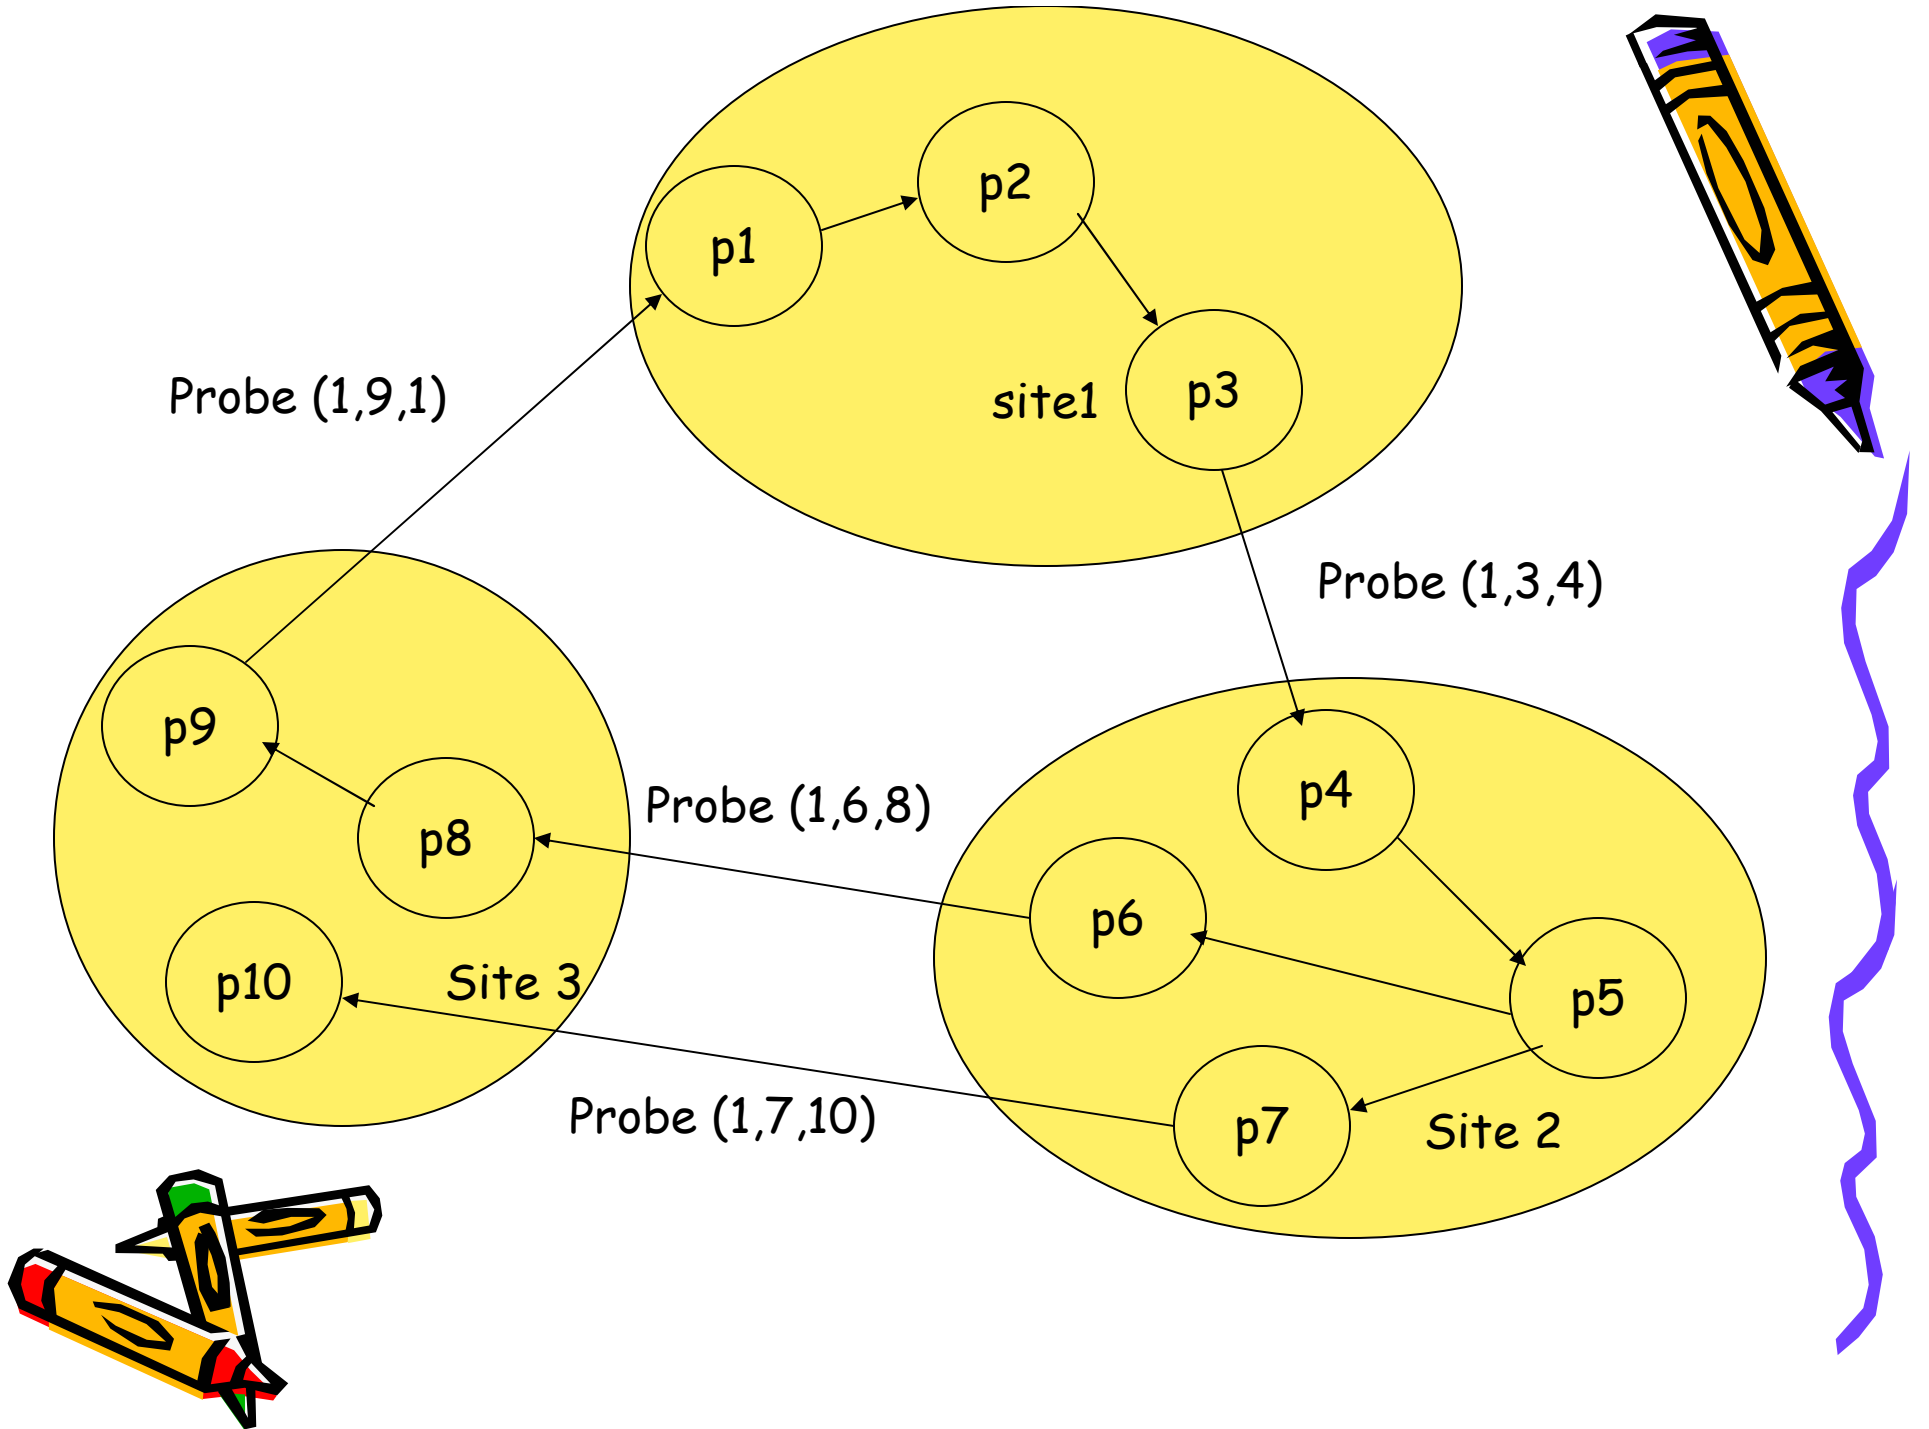 p2
p1
p3
site1
Probe (1,9,1)
Probe (1,3,4)
p9
p4
Probe (1,6,8)
p8
p6
p10
Site 3
p5
Probe (1,7,10)
p7
Site 2